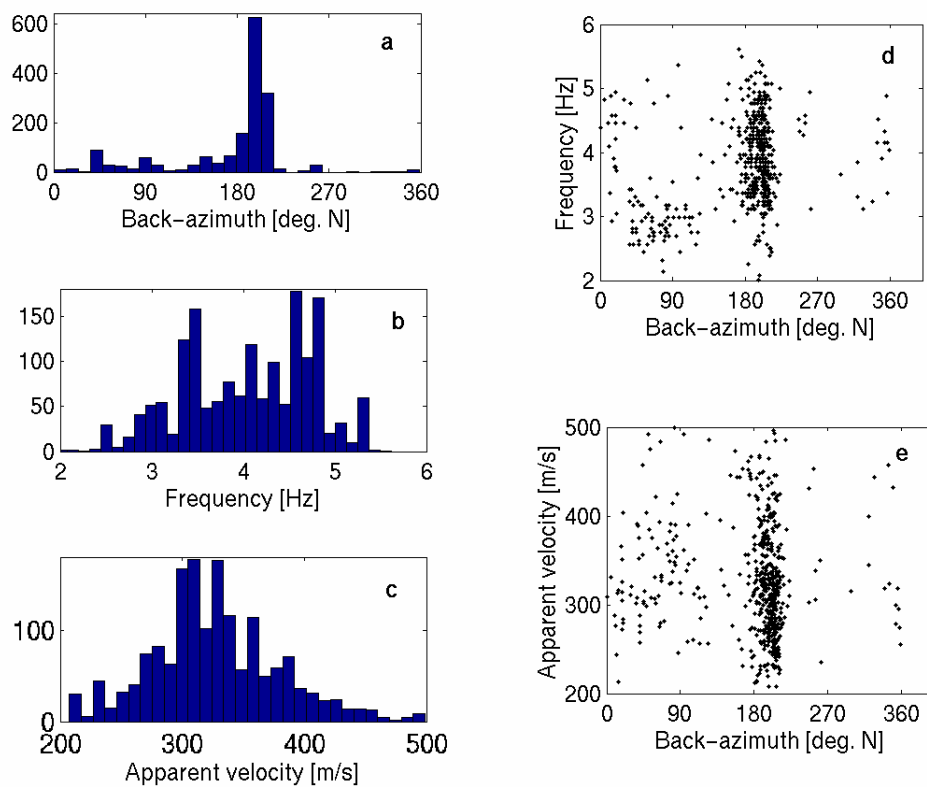 600
400
200
0
a
0 90 180 270 360
Back-azimuth [deg. N]
150
100
50
0
b
2 3 4 5 6
Frequency [Hz]
100
0
c
200 300 400 500
Apparent velocity [m/s]
6
5
4
3
2
Frequency [Hz]
d
0 90 180 270 360
Back-azimuth [deg. N]
500
400
300
200
Apparent velocity [m/s]
e
0 90 180 270 360
Back-azimuth [deg. N]